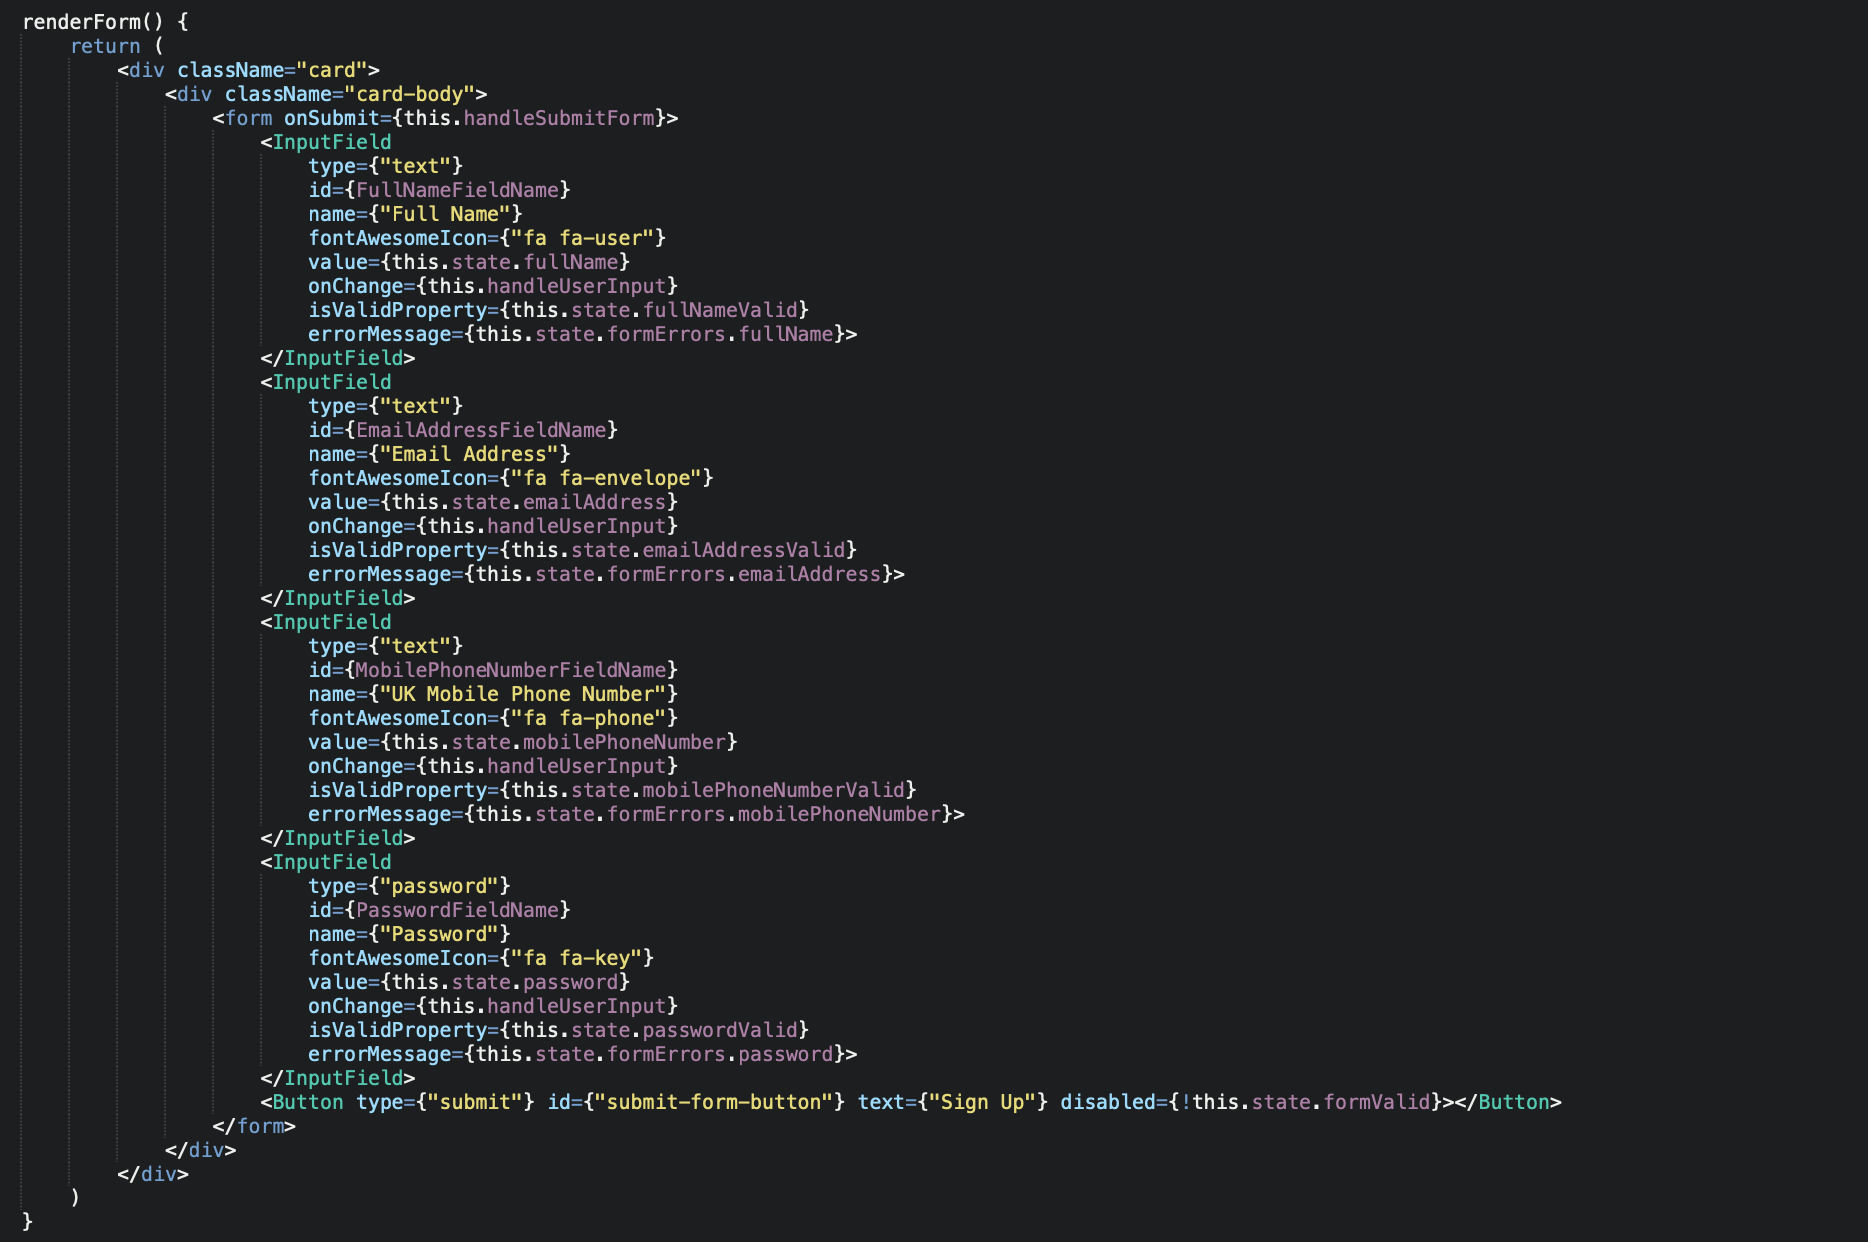 renderForm() {
return (
<div className="card">
<div className="card-body">
<form onSubmit={this.handleSubmitForm}>
<InputField
type={"text"}
id={FullNameFieldName}
name={"Full Name"}
fontAwesomeIcon={"fa fa-user"}
value={this.state.fullName}
onChange={this.handleUserInput}
isValidProperty={this.state.fullNameValid}
errorMessage={this.state.formErrors.fullName}>
</InputField>
<InputField
type={"text"}
id={EmailAddressFieldName}
name={"Email Address"}
fontAwesomeIcon={"fa fa-envelope"}
value={this.state.emailAddress}
onChange={this.handleUserInput}
isValidProperty={this.state.emailAddressValid}
errorMessage={this.state.formErrors.emailAddress}>
</InputField>
<InputField
type={"text"}
id={MobilePhoneNumberFieldName}
name={"UK Mobile Phone Number"}
fontAwesomeIcon={"fa fa-phone"}
value={this.state.mobilePhoneNumber}
onChange={this.handleUserInput}
isValidProperty={this.state.mobilePhoneNumberValid}
errorMessage={this.state.formErrors.mobilePhoneNumber}>
</InputField>
<InputField
type={"password"}
id={PasswordFieldName}
name={"Password"}
fontAwesomeIcon={"fa fa-key"}
value={this.state.password}
onChange={this.handleUserInput}
isValidProperty={this.state.passwordValid}
errorMessage={this.state.formErrors.password}>
</InputField>
<Button type={"submit"} id={"submit-form-button"} text={"Sign Up"} disabled={!this.state.formValid}></Button>
</form>
</div>
</div>
)
}